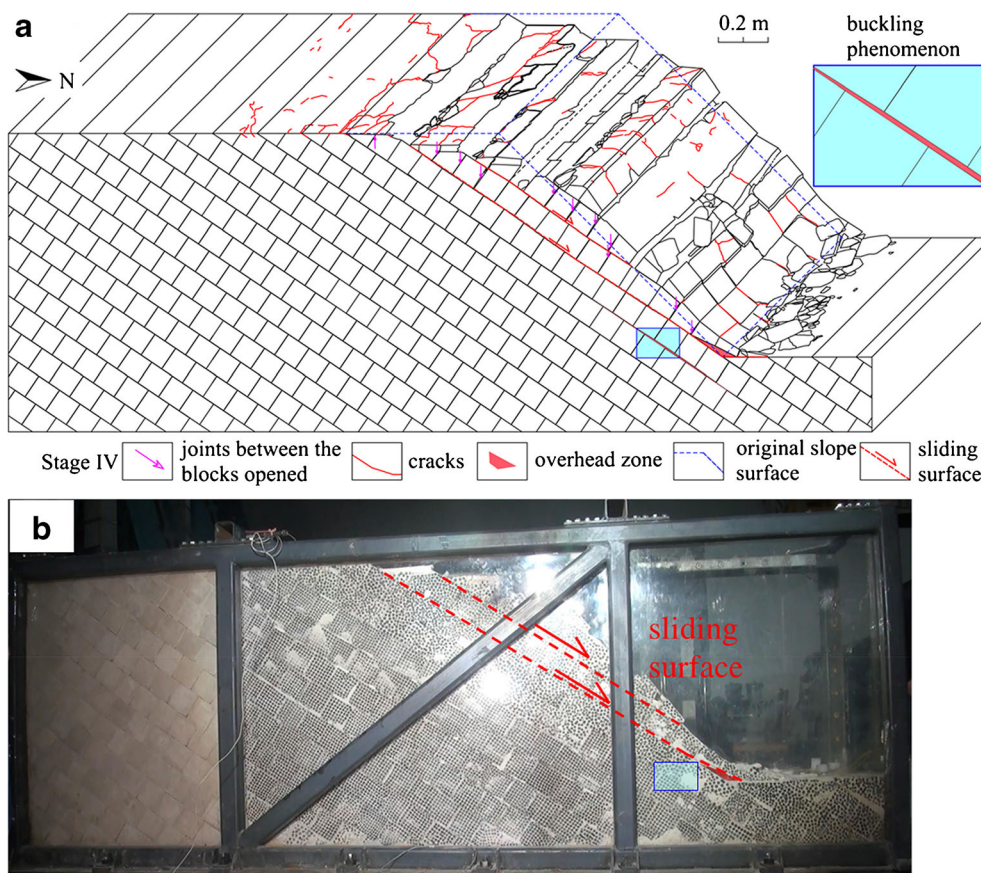 a
0.2 m
buckling
phenomenon
N
Stage IV
joints between the
blocks opened
cracks
overhead zone
original slope
surface
sliding
surface
b
sliding
surface